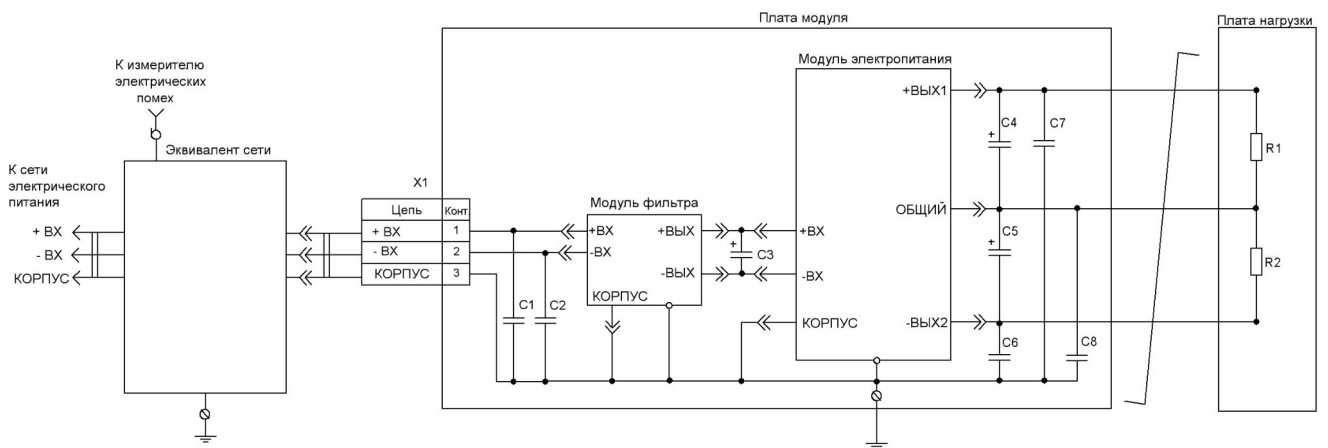 Плата модуля
Плата нагрузки
К измерителю
электрических
помех
Модуль электропитания
Эквивалент сети
К сети
электрического
питания
+ ВХ
- ВХ
КОРПУС
X1
Цепь Конт.
+ ВХ 1
- ВХ 2
КОРПУС 3
C1
C2
Модуль фильтра
+ВХ
-ВХ
+ВЫХ
-ВЫХ
КОРПУС
+
C3
+ВХ
-ВХ
КОРПУС
+ВЫХ1
ОБЩИЙ
-ВЫХ2
+
C4
C7
+
C5
C6
C8
R1
R2